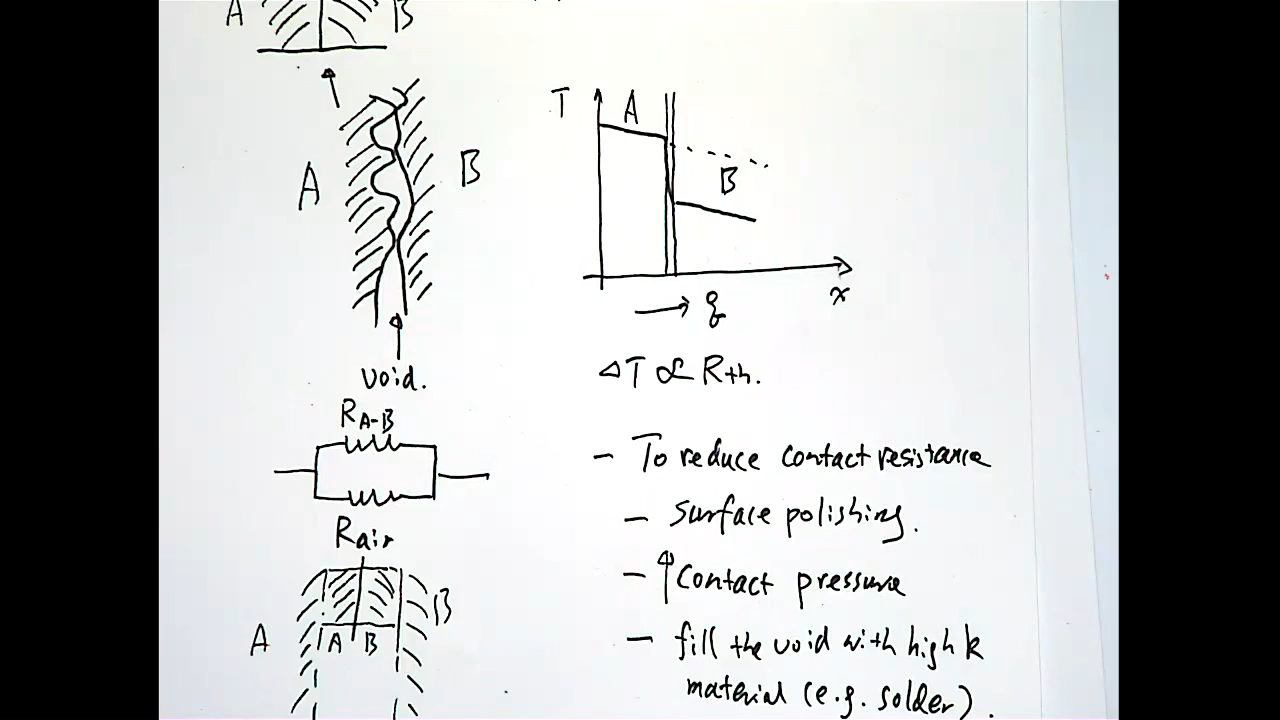 A B
A B
void.
R A-B
Rair
A B
A B
T A
B
x
→ q
ΔT ∝ Rth.
- To reduce contact resistance
- surface polishing.
- ↑ Contact pressure
- fill the void with high k
material (e.g. solder).